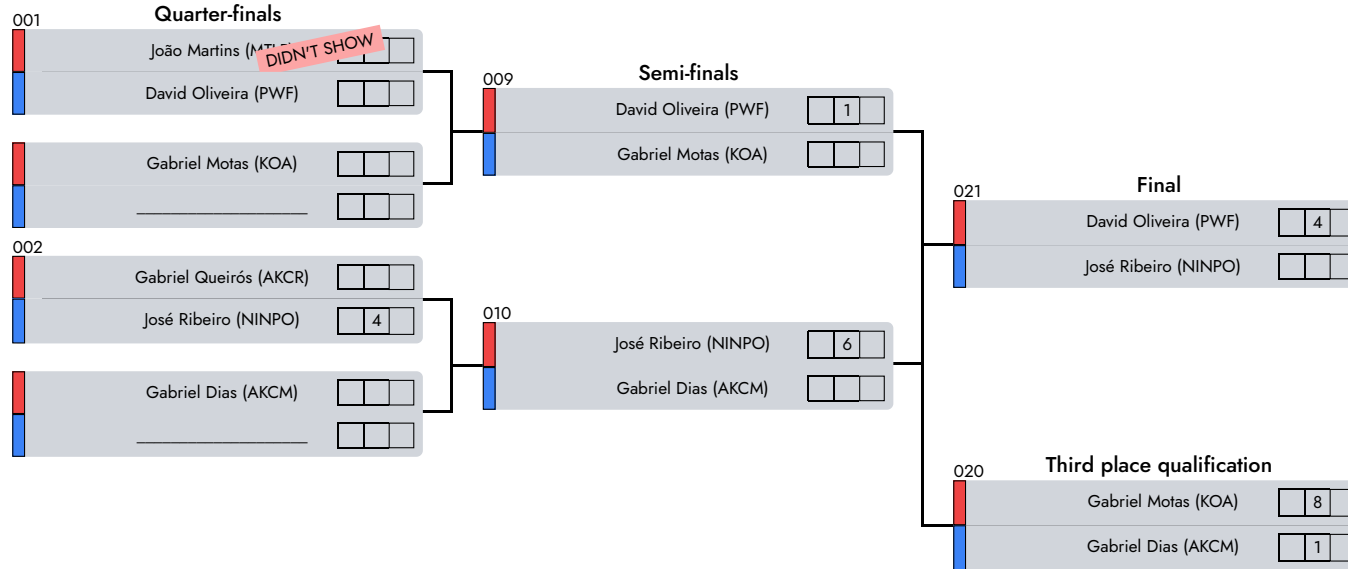 Quarter-finals
001
João Martins
DIDN'T SHOW
David Oliveira (PWF)
Gabriel Motas (KOA)
002
Gabriel Queirós (AKCR)
José Ribeiro (NINPO) 4
Gabriel Dias (AKCM)
Semi-finals
009
David Oliveira (PWF) 1
Gabriel Motas (KOA)
010
José Ribeiro (NINPO) 6
Gabriel Dias (AKCM)
Final
021
David Oliveira (PWF) 4
José Ribeiro (NINPO)
Third place qualification
020
Gabriel Motas (KOA) 8
Gabriel Dias (AKCM) 1